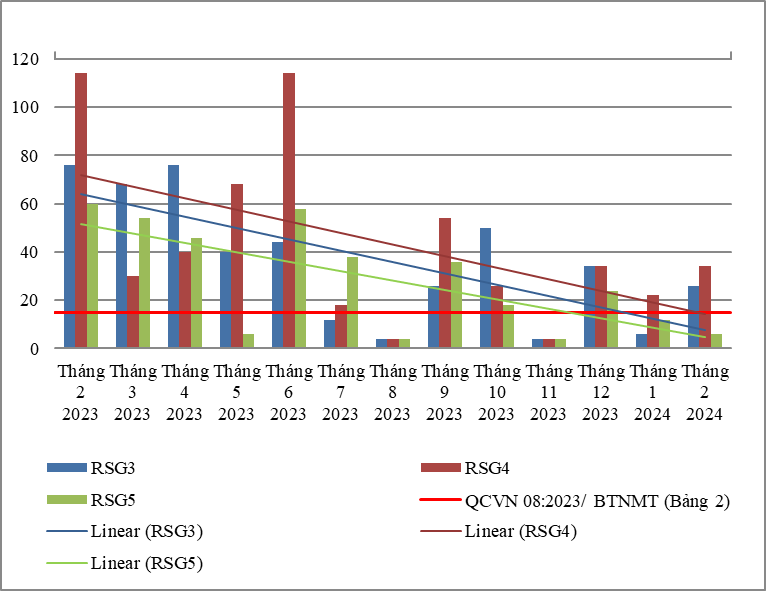 120
100
80
60
40
20
0
Tháng Tháng Tháng Tháng Tháng Tháng Tháng Tháng Tháng Tháng Tháng Tháng Tháng
2 3 4 5 6 7 8 9 10 11 12 1 2
2023 2023 2023 2023 2023 2023 2023 2023 2023 2023 2023 2024 2024
RSG3 RSG4
RSG5 QCVN 08:2023/ BTNMT (Bảng 2)
Linear (RSG3) Linear (RSG4)
Linear (RSG5)